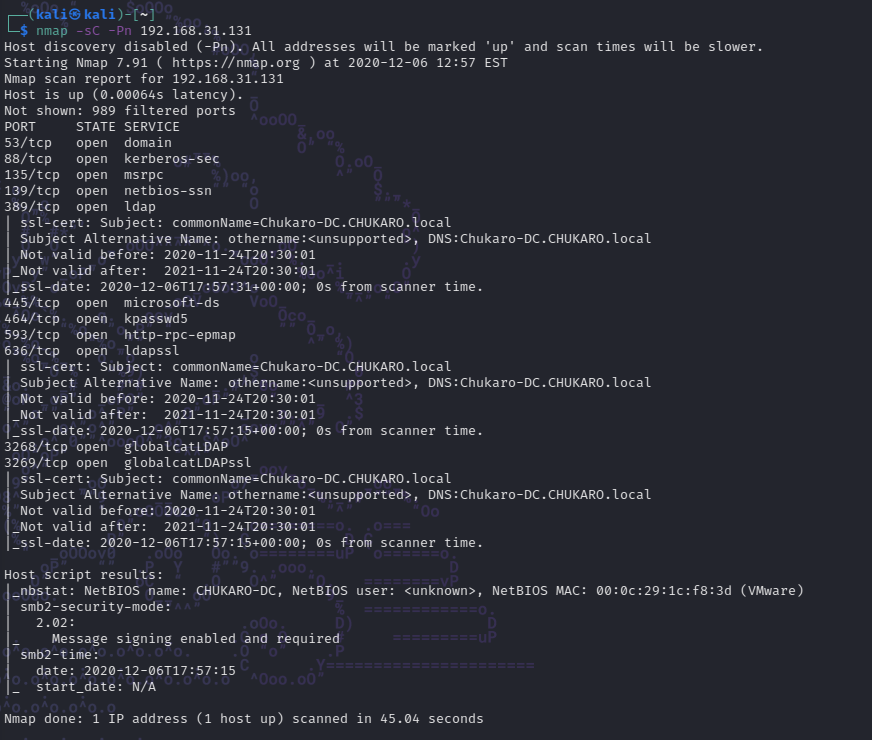 ┌──(kali㉿kali)-[~]
└─$ nmap -sC -Pn 192.168.31.131
Host discovery disabled (-Pn). All addresses will be marked 'up' and scan times will be slower.
Starting Nmap 7.91 ( https://nmap.org ) at 2020-12-06 12:57 EST
Nmap scan report for 192.168.31.131
Host is up (0.00064s latency).
Not shown: 989 filtered ports
PORT     STATE SERVICE
53/tcp   open  domain
88/tcp   open  kerberos-sec
135/tcp  open  msrpc
139/tcp  open  netbios-ssn
389/tcp  open  ldap
| ssl-cert: Subject: commonName=Chukaro-DC.CHUKARO.local
| Subject Alternative Name: othername:<unsupported>, DNS:Chukaro-DC.CHUKARO.local
| Not valid before: 2020-11-24T20:30:01
|_Not valid after:  2021-11-24T20:30:01
|_ssl-date: 2020-12-06T17:57:31+00:00; 0s from scanner time.
445/tcp  open  microsoft-ds
464/tcp  open  kpasswd5
593/tcp  open  http-rpc-epmap
636/tcp  open  ldapssl
| ssl-cert: Subject: commonName=Chukaro-DC.CHUKARO.local
| Subject Alternative Name: othername:<unsupported>, DNS:Chukaro-DC.CHUKARO.local
| Not valid before: 2020-11-24T20:30:01
|_Not valid after:  2021-11-24T20:30:01
|_ssl-date: 2020-12-06T17:57:15+00:00; 0s from scanner time.
3268/tcp open  globalcatLDAP
3269/tcp open  globalcatLDAPssl
| ssl-cert: Subject: commonName=Chukaro-DC.CHUKARO.local
| Subject Alternative Name: othername:<unsupported>, DNS:Chukaro-DC.CHUKARO.local
| Not valid before: 2020-11-24T20:30:01
|_Not valid after:  2021-11-24T20:30:01
|_ssl-date: 2020-12-06T17:57:15+00:00; 0s from scanner time.
Host script results:
|_nbstat: NetBIOS name: CHUKARO-DC, NetBIOS user: <unknown>, NetBIOS MAC: 00:0c:29:1c:f8:3d (VMware)
| smb2-security-mode:
|   2.02:
|_    Message signing enabled and required
| smb2-time:
|   date: 2020-12-06T17:57:15
|_  start_date: N/A
Nmap done: 1 IP address (1 host up) scanned in 45.04 seconds